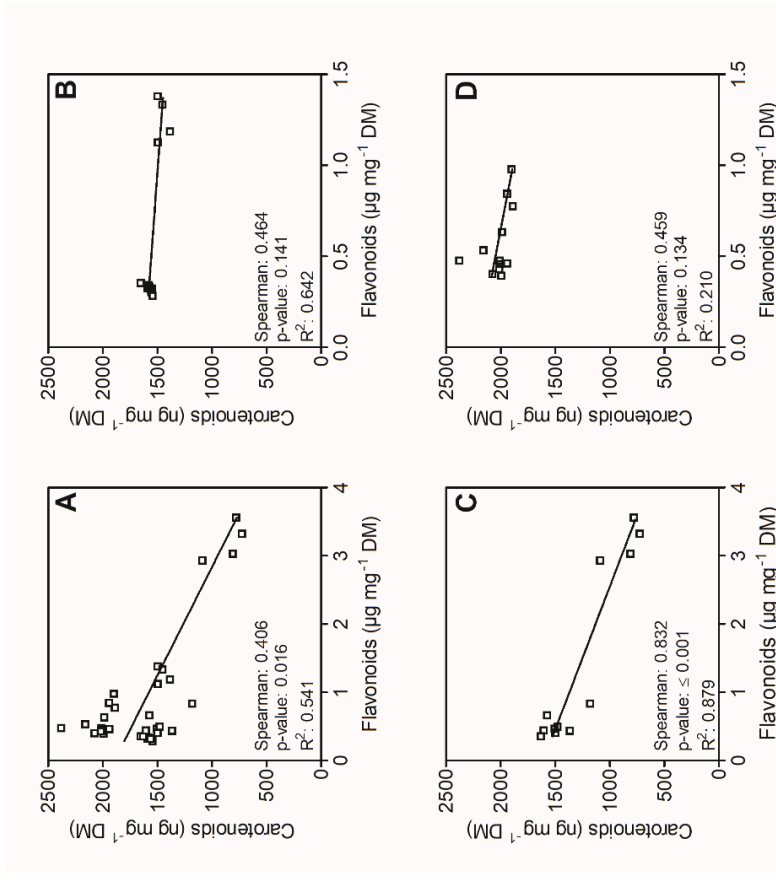 A
Carotenoids (ng mg⁻¹ DM)
2500
2000
1500
1000
500
0
Spearman: 0.406
p-value: 0.016
R²: 0.541
0 1 2 3 4
Flavonoids (µg mg⁻¹ DM)
B
Carotenoids (ng mg⁻¹ DM)
2500
2000
1500
1000
500
0
Spearman: 0.464
p-value: 0.141
R²: 0.642
0.0 0.5 1.0 1.5
Flavonoids (µg mg⁻¹ DM)
C
Carotenoids (ng mg⁻¹ DM)
2500
2000
1500
1000
500
0
Spearman: 0.832
p-value: ≤ 0.001
R²: 0.879
0 1 2 3 4
Flavonoids (µg mg⁻¹ DM)
D
Carotenoids (ng mg⁻¹ DM)
2500
2000
1500
1000
500
0
Spearman: 0.459
p-value: 0.134
R²: 0.210
0.0 0.5 1.0 1.5
Flavonoids (µg mg⁻¹ DM)